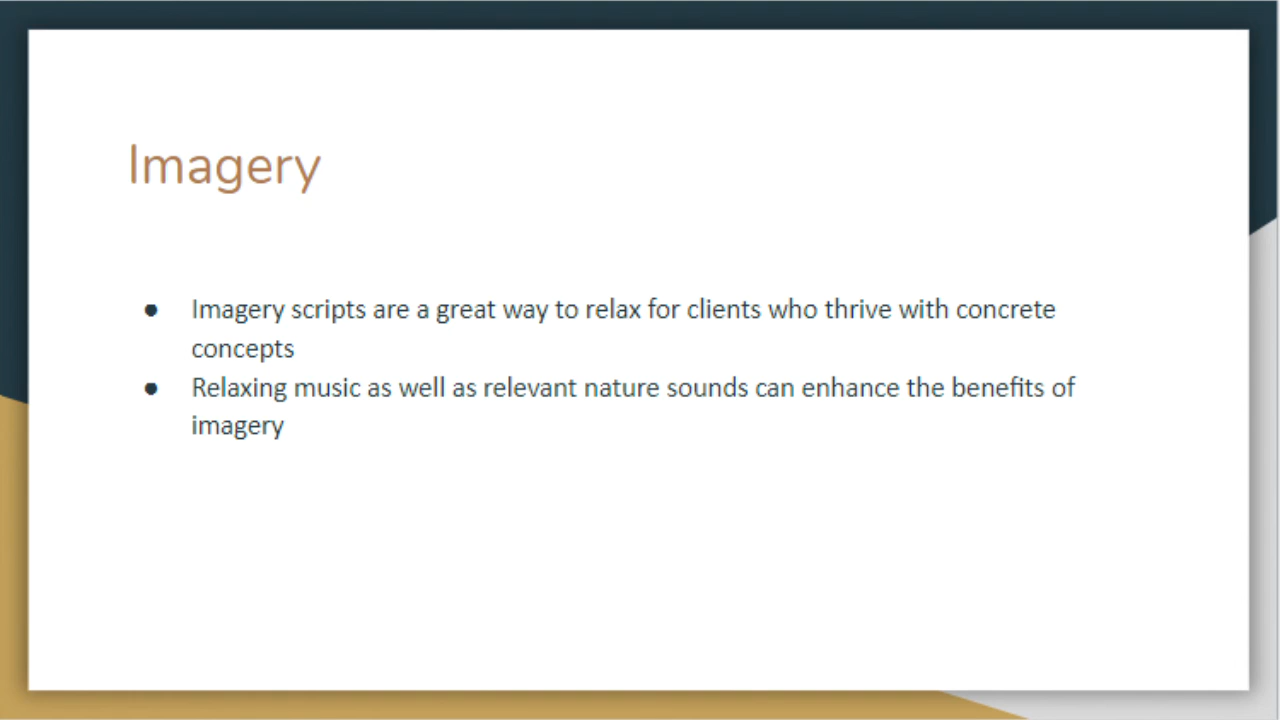 Imagery
● Imagery scripts are a great way to relax for clients who thrive with concrete
concepts
● Relaxing music as well as relevant nature sounds can enhance the benefits of
imagery